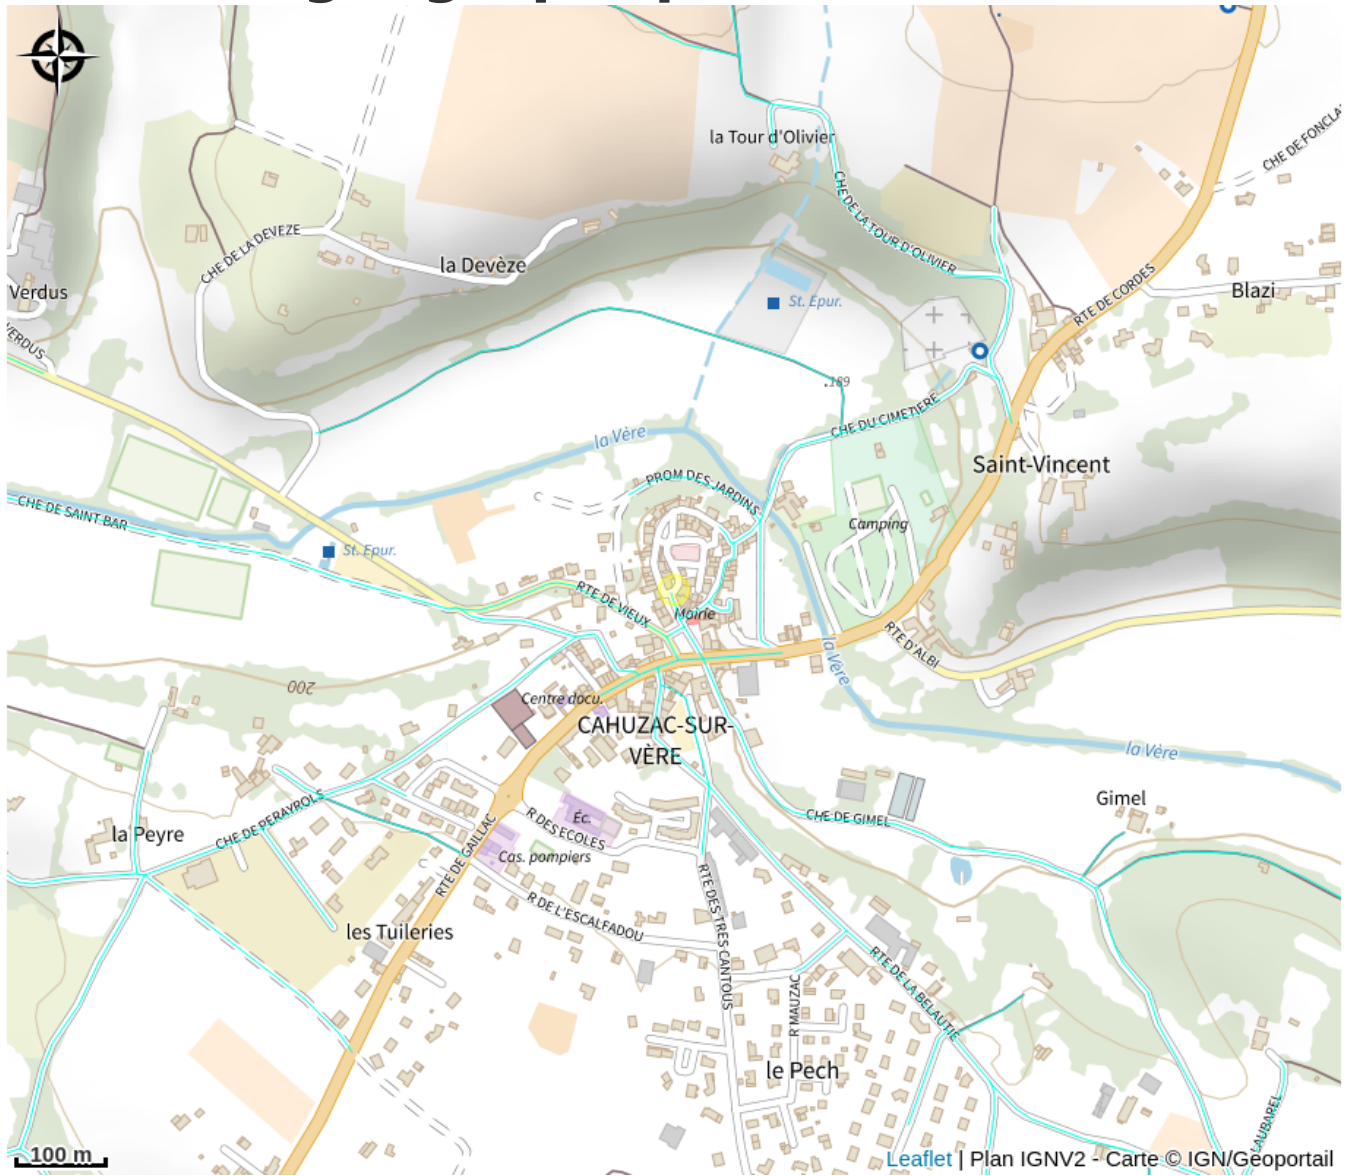 la Tour d'Olivier
CHE DE FONCLA
CHE DE LA TOUR D'OLIVIER
CHE DE LA DEVEZE
la Devèze
Verdus
VERDUS
St. Epur.
RTE DE CORDES
Blazi
.189
CHE DU CIMETIERE
la Vère
Saint-Vincent
PROM DES JARDINS
CHE DE SAINT BAR
Camping
St. Epur.
RTE DE VIEUX
Mairie
RTE D'ALBI
la Vère
200
Centre docu.
CAHUZAC-SUR-
VÈRE
la Vère
Gimel
CHE DE GIMEL
CHE DE PERAYROLS
la Peyre
Éc.
R DES ECOLES
RTE DE GAILLAC
Cas. pompiers
R DE L'ESCALFADOU
RTE DES TRES CANTOUS
les Tuileries
RTE DE LA BELAUTIE
R MAUZAC
le Pech
AUBAREL
100 m
Leaflet | Plan IGNV2 - Carte © IGN/Geoportail